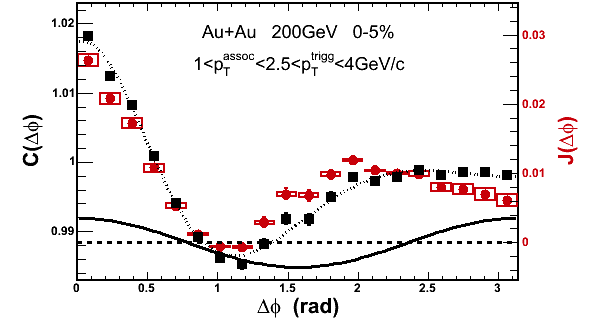 Au+Au 200GeV 0-5%
1<p_T^assoc<2.5<p_T^trigg<4GeV/c
C(Δϕ)
1.02
1.01
1
0.99
J(Δϕ)
0.03
0.02
0.01
0
0 0.5 1 1.5 2 2.5 3
Δϕ (rad)